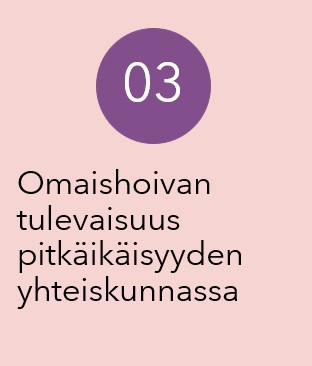 03
Omaishoivan
tulevaisuus
pitkäikäisyyden
yhteiskunnassa